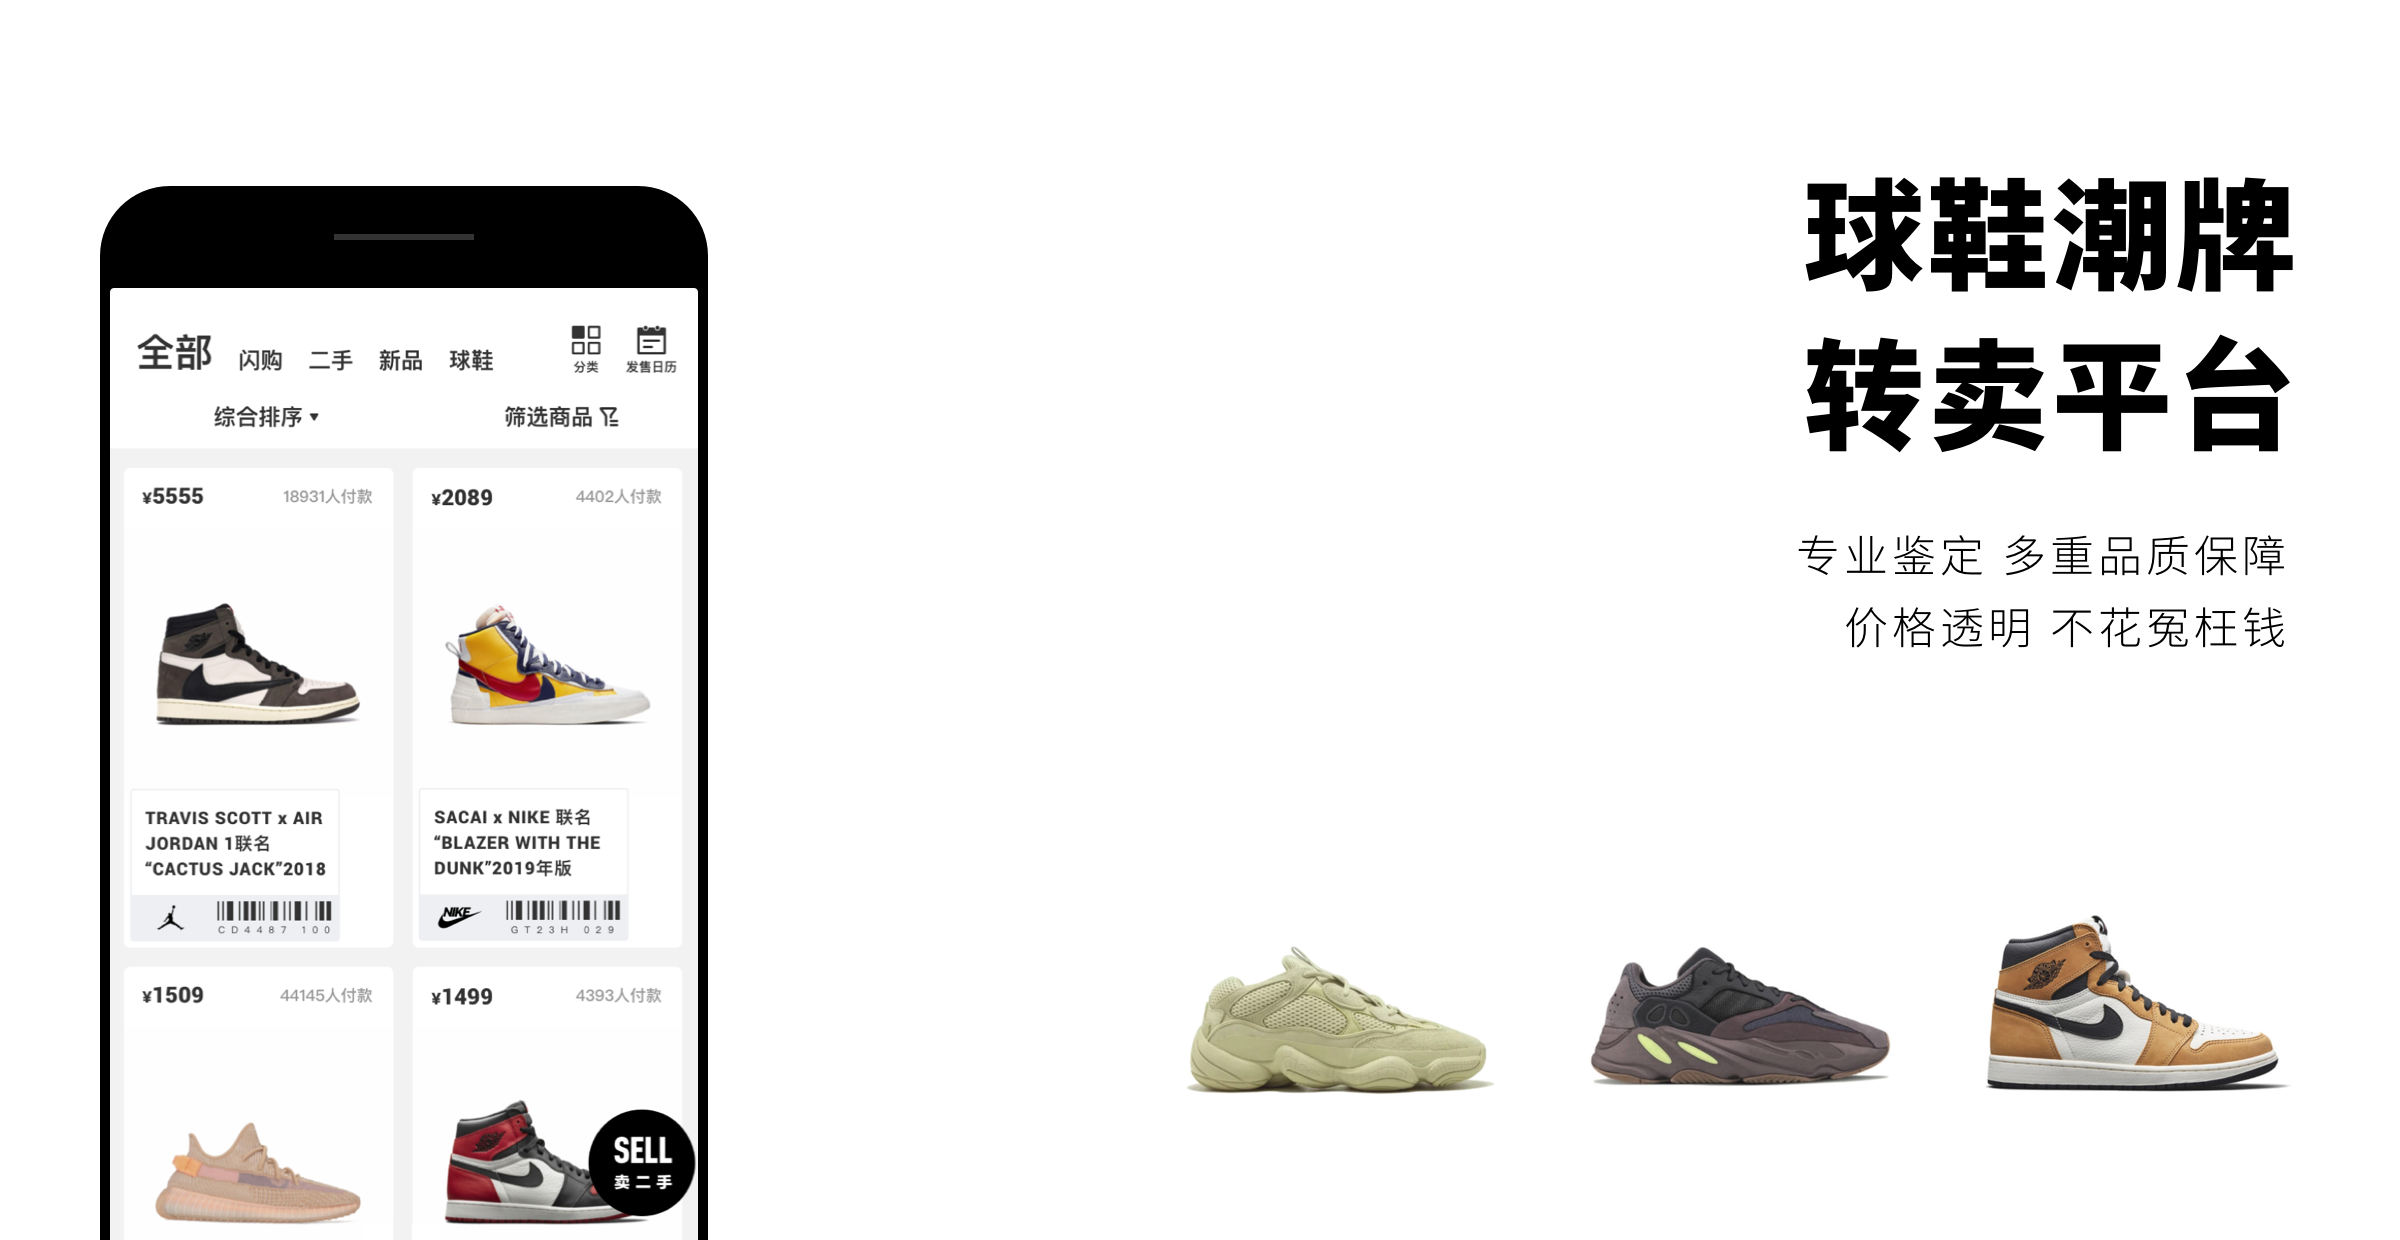 球鞋潮牌
转卖平台
专业鉴定 多重品质保障
价格透明 不花冤枉钱
全部 闪购 二手 新品 球鞋
分类 发售日历
综合排序 筛选商品
¥5555 18931人付款
TRAVIS SCOTT x AIR
JORDAN 1联名
“CACTUS JACK”2018
CD4487 100
¥2089 4402人付款
SACAI x NIKE 联名
“BLAZER WITH THE
DUNK”2019年版
NIKE
GT23H 029
¥1509 44145人付款
¥1499 4393人付款
SELL
卖二手